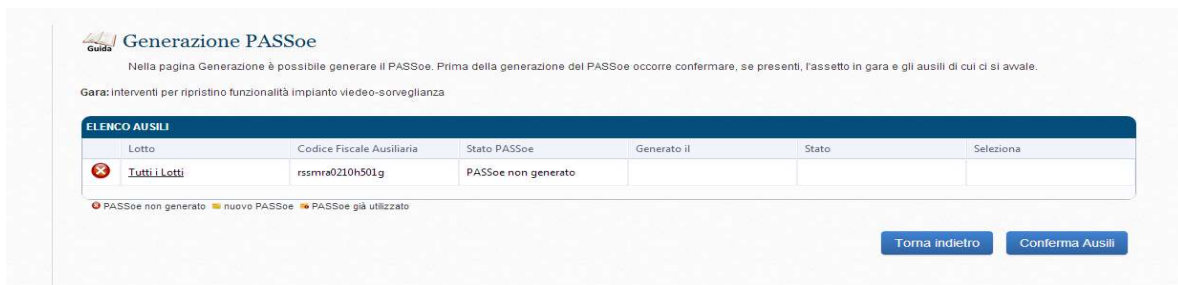 Guida Generazione PASSoe
Nella pagina Generazione è possibile generare il PASSoe. Prima della generazione del PASSoe occorre confermare, se presenti, l'assetto in gara e gli ausili di cui ci si avvale.
Gara: interventi per ripristino funzionalità impianto viedeo-sorveglianza
ELENCO AUSILI
Lotto Codice Fiscale Ausiliaria Stato PASSoe Generato il Stato Seleziona
Tutti i Lotti rssmra0210h501g PASSoe non generato
PASSoe non generato nuovo PASSoe PASSoe già utilizzato
Torna indietro Conferma Ausili